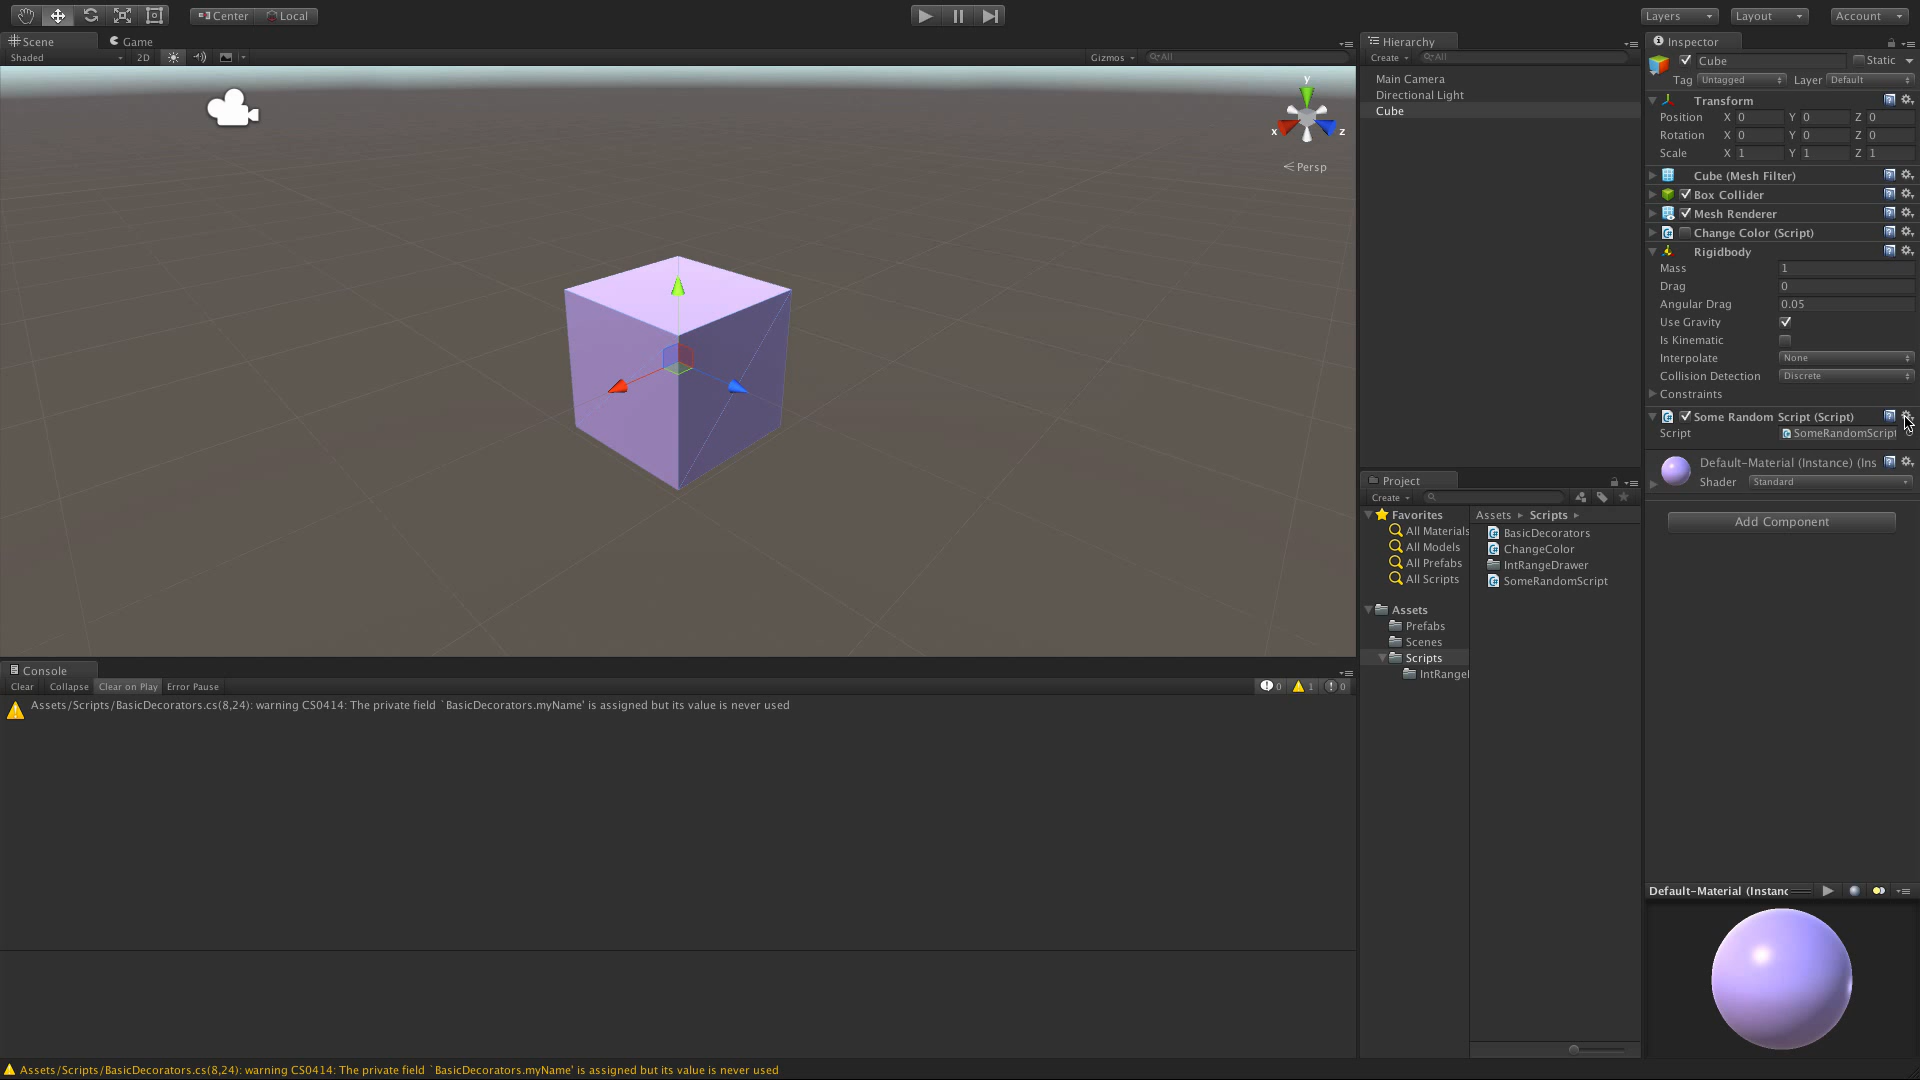 Center Local
Layers Layout Account
Scene Game
Shaded 2D Gizmos All
y
x z
Persp
Hierarchy
Create All
Main Camera
Directional Light
Cube
Inspector
Cube Static
Tag Untagged Layer Default
Transform
Position X 0 Y 0 Z 0
Rotation X 0 Y 0 Z 0
Scale X 1 Y 1 Z 1
Cube (Mesh Filter)
Box Collider
Mesh Renderer
Change Color (Script)
Rigidbody
Mass 1
Drag 0
Angular Drag 0.05
Use Gravity
Is Kinematic
Interpolate None
Collision Detection Discrete
Constraints
Some Random Script (Script)
Script SomeRandomScript
Default-Material (Instance) (Ins
Shader Standard
Add Component
Project
Create
Favorites
All Materials
All Models
All Prefabs
All Scripts
Assets
Prefabs
Scenes
Scripts
IntRangeI
Assets Scripts
BasicDecorators
ChangeColor
IntRangeDrawer
SomeRandomScript
Console
Clear Collapse Clear on Play Error Pause 0 1 0
Assets/Scripts/BasicDecorators.cs(8,24): warning CS0414: The private field `BasicDecorators.myName' is assigned but its value is never used
Default-Material (Instanc
Assets/Scripts/BasicDecorators.cs(8,24): warning CS0414: The private field `BasicDecorators.myName' is assigned but its value is never used